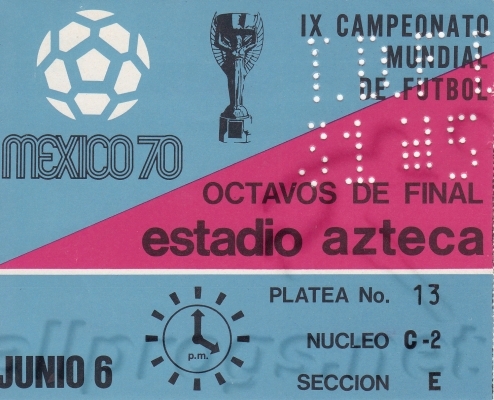 IX CAMPEONATO
MUNDIAL
DE FUTBOL
MEXICO 70
OCTAVOS DE FINAL
estadio azteca
PLATEA No. 13
p.m.
NUCLEO C-2
JUNIO 6
SECCION E